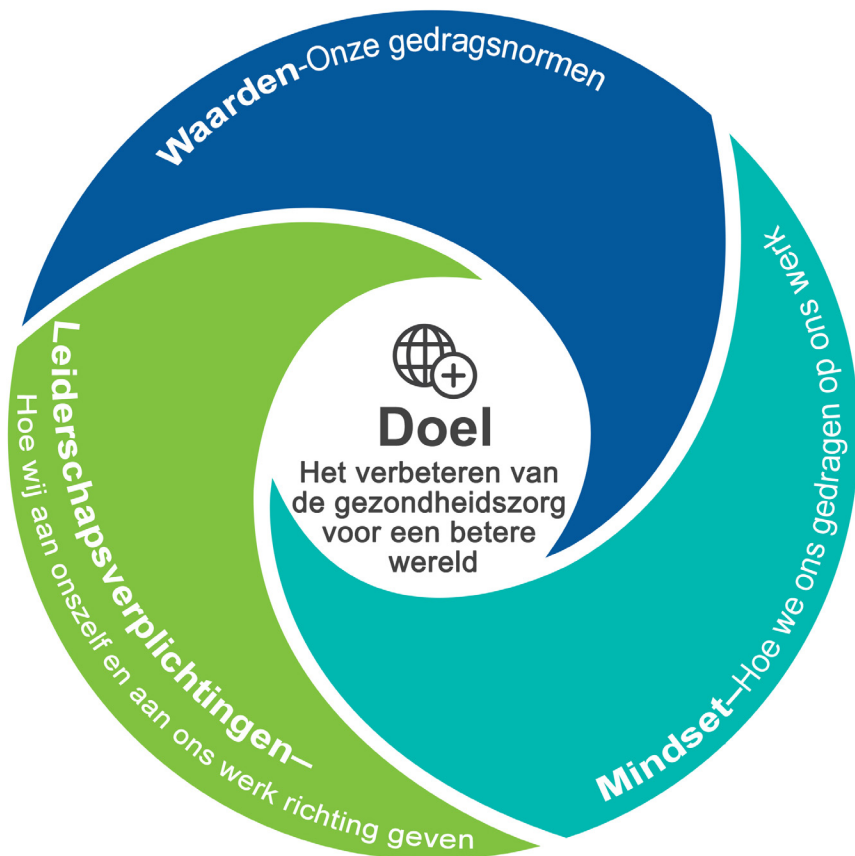 Waarden-Onze gedragsnormen
Mindset–Hoe we ons gedragen op ons werk
Leiderschapsverplichtingen–
Hoe wij aan onszelf en aan ons werk richting geven
Doel
Het verbeteren van
de gezondheidszorg
voor een betere
wereld